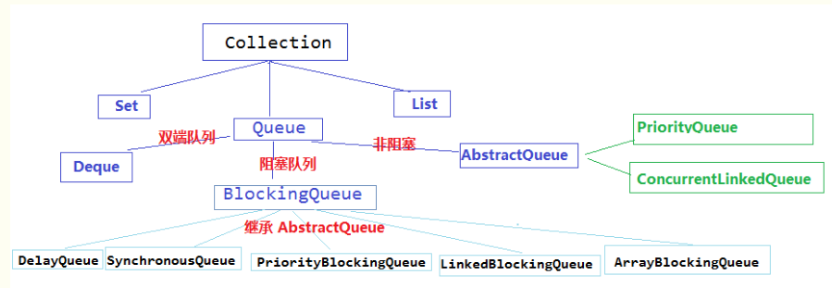 Collection
Set
List
双端队列
Queue
非阻塞
PriorityQueue
Deque
阻塞队列
AbstractQueue
ConcurrentLinkedQueue
BlockingQueue
继承 AbstractQueue
DelayQueue
SynchronousQueue
PriorityBlockingQueue
LinkedBlockingQueue
ArrayBlockingQueue